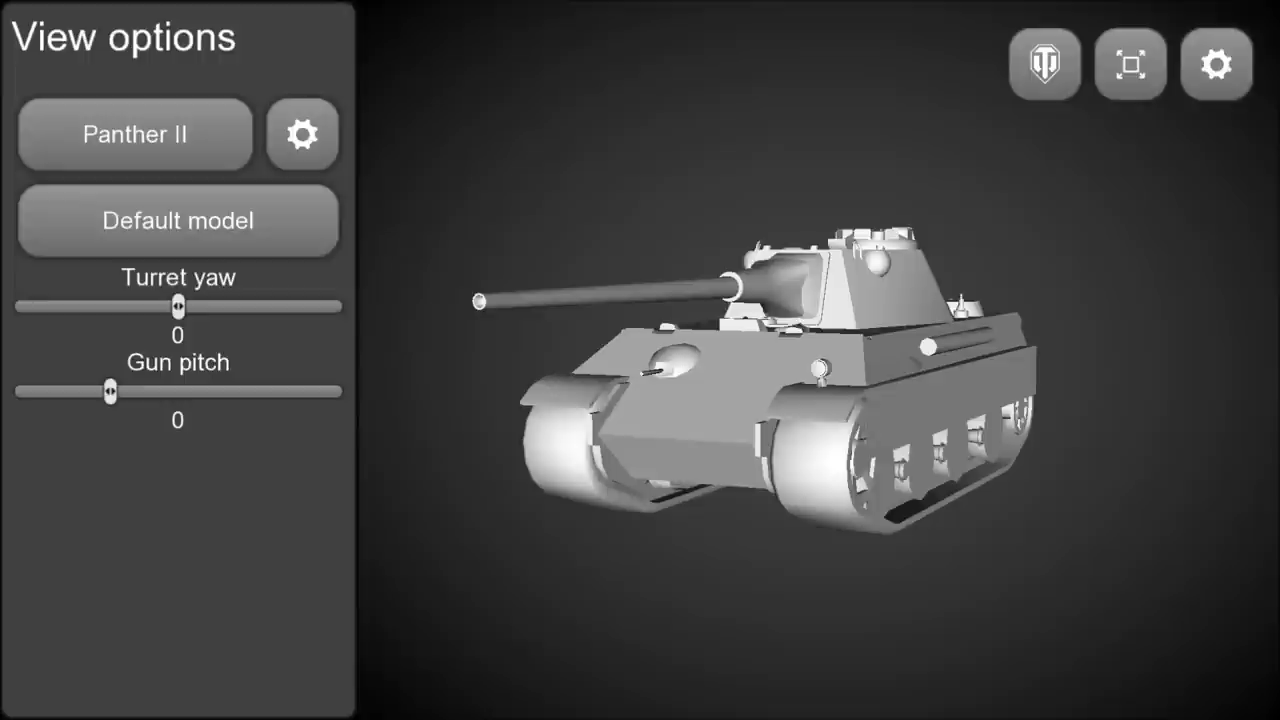 View options
Panther II
Default model
Turret yaw
0
Gun pitch
0